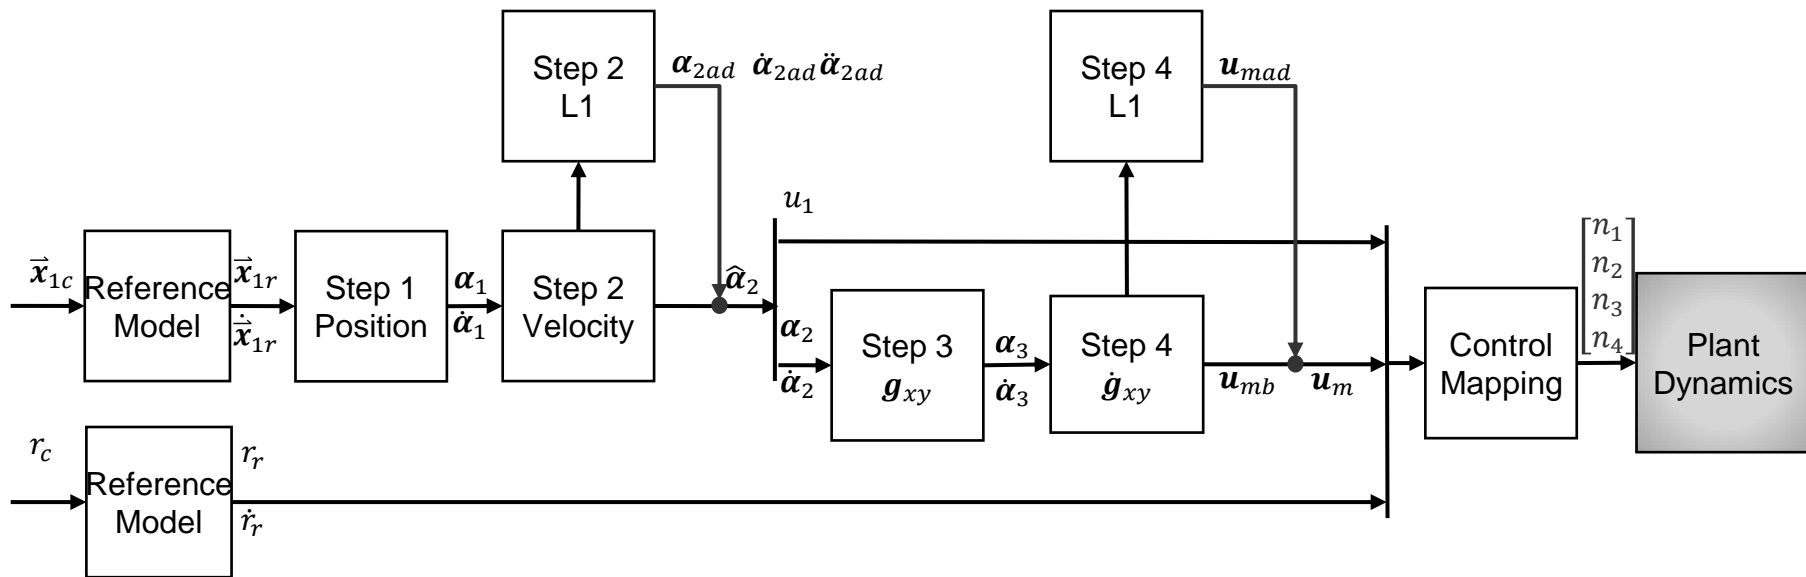 Step 2
L1
𝜶₂ₐd 𝜶̇₂ₐd 𝜶̈₂ₐd
Step 4
L1
𝒖ₘₐd
u₁
x⃗₁c
Reference
Model
x⃗₁ᵣ
ẋ⃗₁ᵣ
Step 1
Position
𝜶₁
𝜶̇₁
Step 2
Velocity
𝜶̂₂
𝜶₂
𝜶̇₂
Step 3
𝒈ₓy
𝜶₃
𝜶̇₃
Step 4
𝒈̇ₓy
𝒖ₘb
𝒖ₘ
Control
Mapping
n₁
n₂
n₃
n₄
Plant
Dynamics
r_c
Reference
Model
rᵣ
ṙᵣ